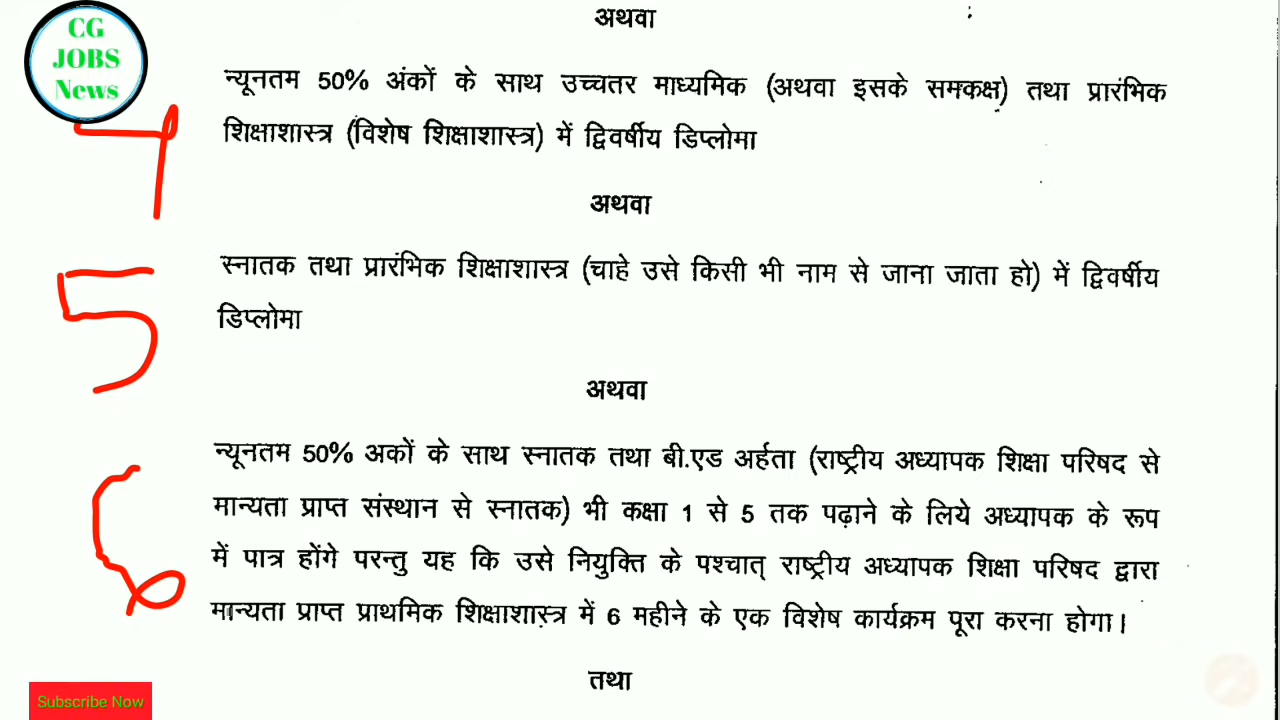 अथवा
CG
JOBS
News
न्यूनतम 50% अंकों के साथ उच्चतर माध्यमिक (अथवा इसके समकक्ष) तथा प्रारंभिक
4
शिक्षाशास्त्र (विशेष शिक्षाशास्त्र) में द्विवर्षीय डिप्लोमा
अथवा
5
स्नातक तथा प्रारंभिक शिक्षाशास्त्र (चाहे उसे किसी भी नाम से जाना जाता हो) में द्विवर्षीय
डिप्लोमा
अथवा
6
न्यूनतम 50% अकों के साथ स्नातक तथा बी.एड अर्हता (राष्ट्रीय अध्यापक शिक्षा परिषद से
मान्यता प्राप्त संस्थान से स्नातक) भी कक्षा 1 से 5 तक पढ़ाने के लिये अध्यापक के रूप
में पात्र होंगे परन्तु यह कि उसे नियुक्ति के पश्चात् राष्ट्रीय अध्यापक शिक्षा परिषद द्वारा
मान्यता प्राप्त प्राथमिक शिक्षाशास्त्र में 6 महीने के एक विशेष कार्यक्रम पूरा करना होगा।
तथा
Subscribe Now